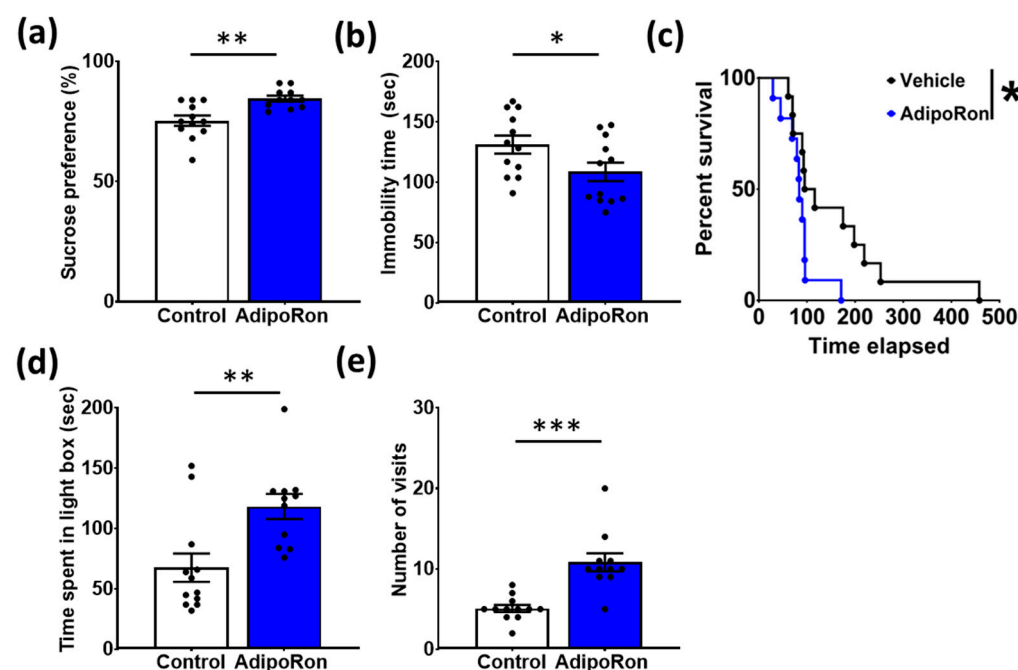 (a)
**
Sucrose preference (%)
100
50
0
Control AdipoRon
(b)
*
Immobility time (sec)
200
150
100
50
0
Control AdipoRon
(c)
Percent survival
100
50
0
0 100 200 300 400 500
Time elapsed
Vehicle
AdipoRon
*
(d)
**
Time spent in light box (sec)
200
150
100
50
0
Control AdipoRon
(e)
***
Number of visits
30
20
10
0
Control AdipoRon